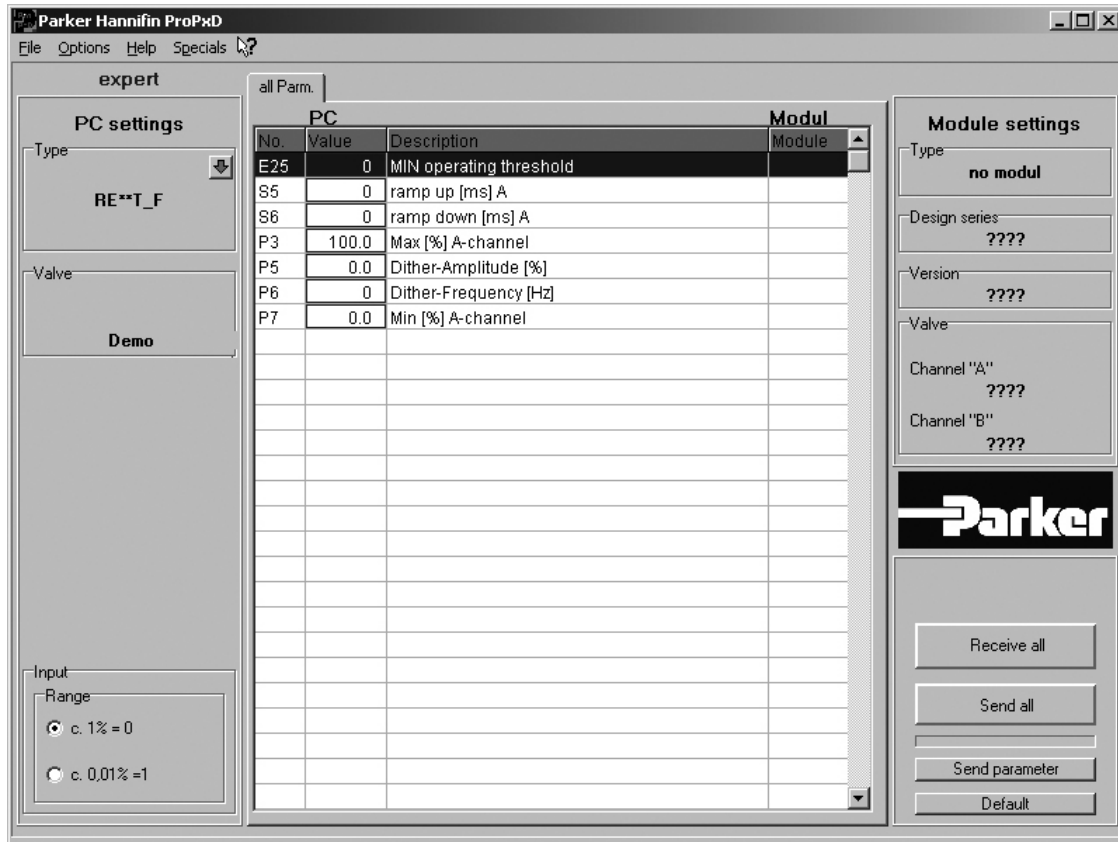 Parker Hannifin ProPxD
File Options Help Specials
expert
PC settings
Type
RE**T_F
Valve
Demo
Input
Range
c. 1% = 0
c. 0,01% =1
all Parm.
PC Modul
No. Value Description Module
E25 0 MIN operating threshold
S5 0 ramp up [ms] A
S6 0 ramp down [ms] A
P3 100.0 Max [%] A-channel
P5 0.0 Dither-Amplitude [%]
P6 0 Dither-Frequency [Hz]
P7 0.0 Min [%] A-channel
Module settings
Type
no modul
Design series
????
Version
????
Valve
Channel "A"
????
Channel "B"
????
Parker
Receive all
Send all
Send parameter
Default